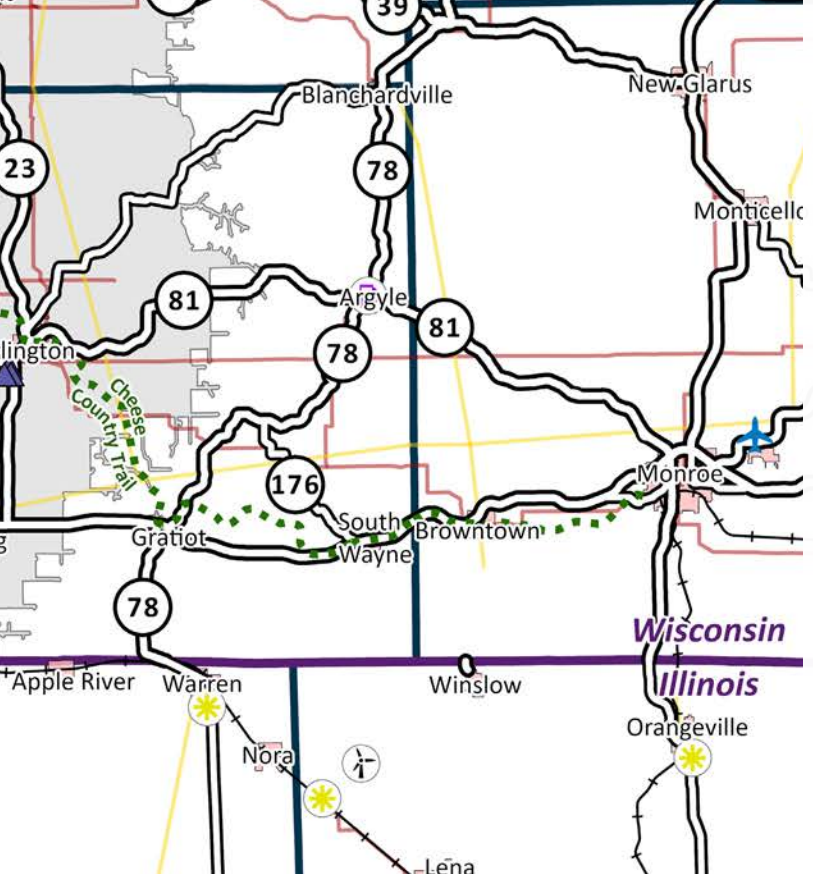 39
Blanchardville
New Glarus
23
78
Monticello
81
Argyle
81
lington
78
Cheese
Country Trail
176
Monroe
South
Wayne
Browntown
Gratiot
g
78
Wisconsin
Illinois
Apple River
Warren
Winslow
Orangeville
Nora
Lena